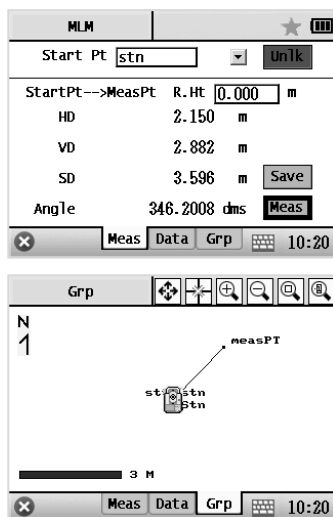 MLM
Start Pt stn Unlk
StartPt-->MeasPt R.Ht 0.000 m
HD 2.150 m
VD 2.882 m
SD 3.596 m Save
Angle 346.2008 dms Meas
Meas Data Grp 10:20
Grp
N
measPT
stn
Stn
3 M
Meas Data Grp 10:20